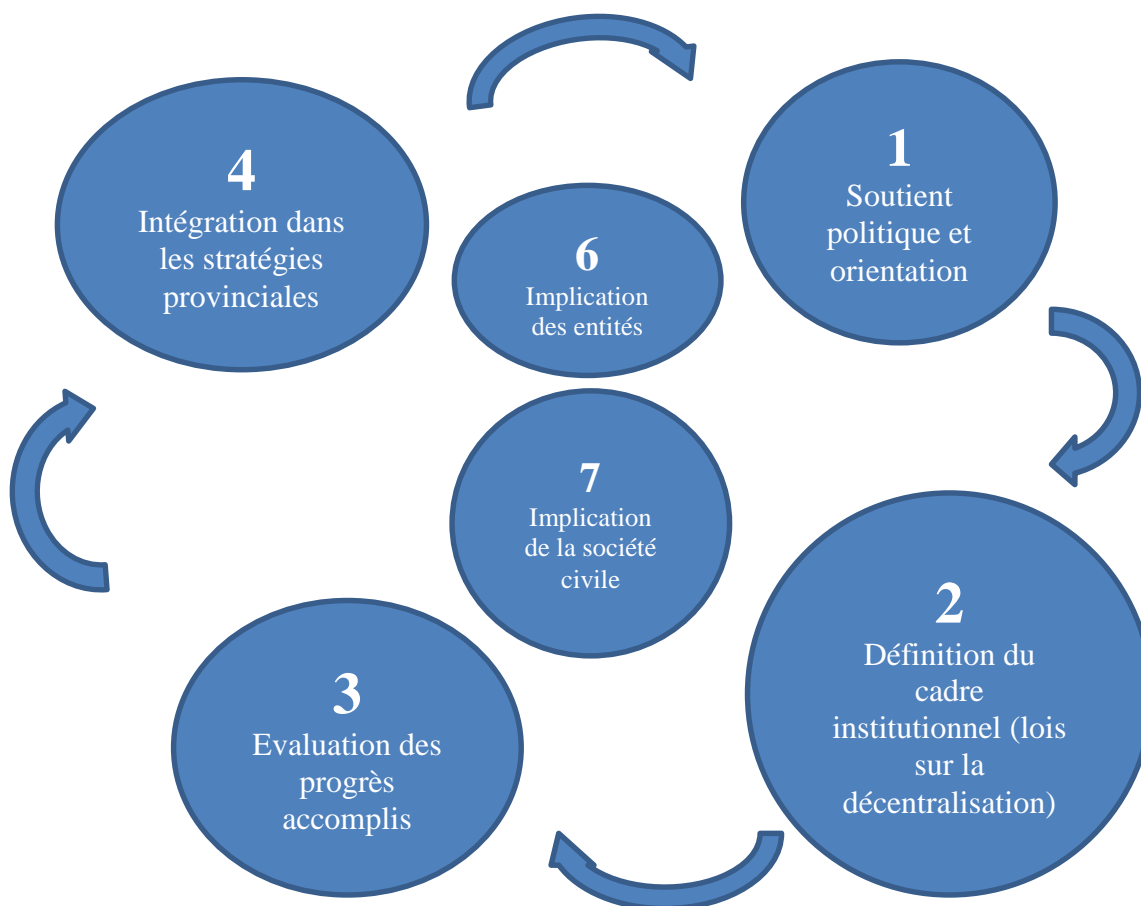 1
Soutient
politique et
orientation
2
Définition du
cadre
institutionnel (lois
sur la
décentralisation)
3
Evaluation des
progrès
accomplis
4
Intégration dans
les stratégies
provinciales
6
Implication
des entités
7
Implication
de la société
civile